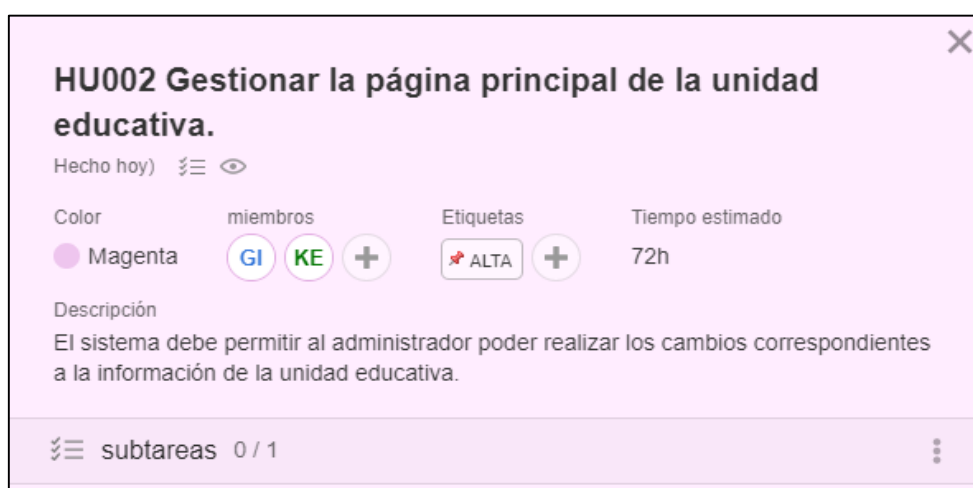 HU002 Gestionar la página principal de la unidad
educativa.
Hecho hoy)
Color miembros Etiquetas Tiempo estimado
Magenta GI KE ALTA 72h
Descripción
El sistema debe permitir al administrador poder realizar los cambios correspondientes
a la información de la unidad educativa.
subtareas 0 / 1